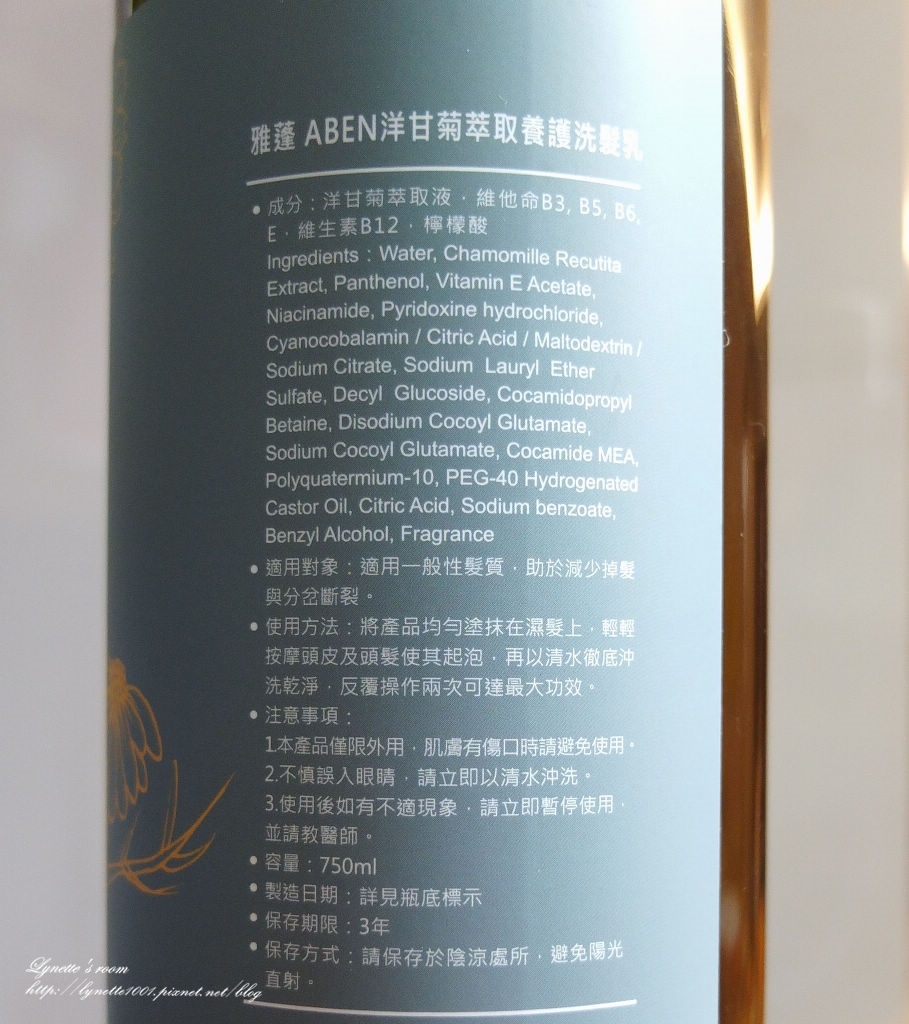 雅蓬 ABEN洋甘菊萃取養護洗髮乳
• 成分：洋甘菊萃取液，維他命B3, B5, B6,
E，維生素B12，檸檬酸
Ingredients：Water, Chamomille Recutita
Extract, Panthenol, Vitamin E Acetate,
Niacinamide, Pyridoxine hydrochloride,
Cyanocobalamin / Citric Acid / Maltodextrin /
Sodium Citrate, Sodium Lauryl Ether
Sulfate, Decyl Glucoside, Cocamidopropyl
Betaine, Disodium Cocoyl Glutamate,
Sodium Cocoyl Glutamate, Cocamide MEA,
Polyquatermium-10, PEG-40 Hydrogenated
Castor Oil, Citric Acid, Sodium benzoate,
Benzyl Alcohol, Fragrance
• 適用對象：適用一般性髮質，助於減少掉髮
與分岔斷裂。
• 使用方法：將產品均勻塗抹在濕髮上，輕輕
按摩頭皮及頭髮使其起泡，再以清水徹底沖
洗乾淨，反覆操作兩次可達最大功效。
• 注意事項：
1.本產品僅限外用，肌膚有傷口時請避免使用。
2.不慎誤入眼睛，請立即以清水沖洗。
3.使用後如有不適現象，請立即暫停使用，
並請教醫師。
• 容量：750ml
• 製造日期：詳見瓶底標示
• 保存期限：3年
• 保存方式：請保存於陰涼處所，避免陽光
直射。
Lynette's room
http://lynette1001.pixnet.net/blog